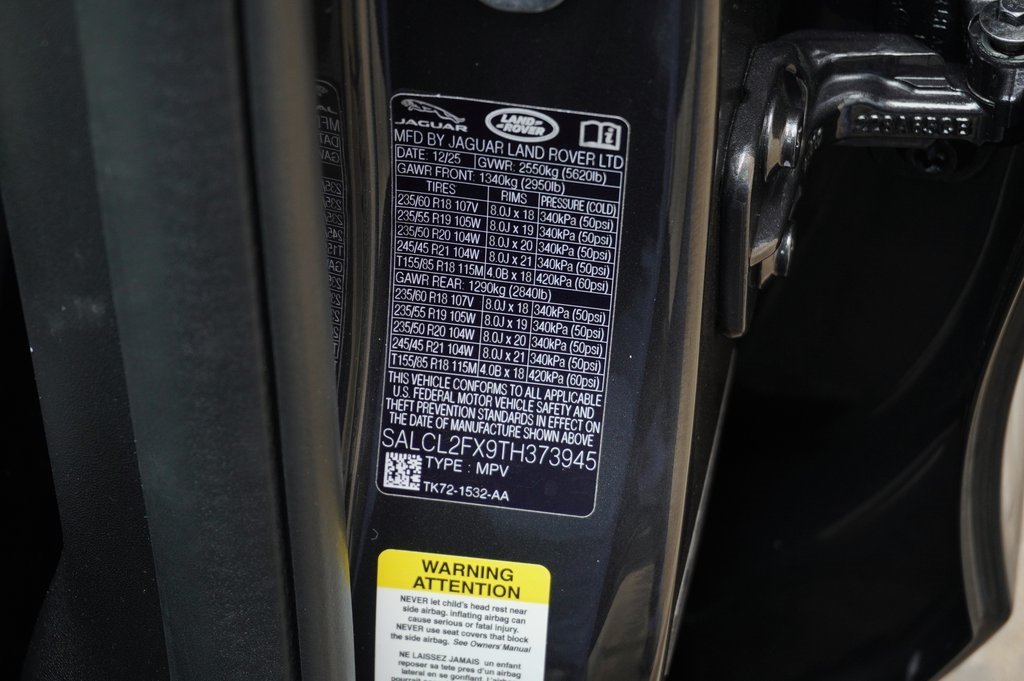 JAGUAR
LAND ROVER
MFD BY JAGUAR LAND ROVER LTD
DATE: 12/25 GVWR: 2550kg (5620lb)
GAWR FRONT: 1340kg (2950lb)
TIRES RIMS PRESSURE (COLD)
235/60 R18 107V 8.0J x 18 340kPa (50psi)
235/55 R19 105W 8.0J x 19 340kPa (50psi)
235/50 R20 104W 8.0J x 20 340kPa (50psi)
245/45 R21 104W 8.0J x 21 340kPa (50psi)
T155/85 R18 115M 4.0B x 18 420kPa (60psi)
GAWR REAR: 1290kg (2840lb)
235/60 R18 107V 8.0J x 18 340kPa (50psi)
235/55 R19 105W 8.0J x 19 340kPa (50psi)
235/50 R20 104W 8.0J x 20 340kPa (50psi)
245/45 R21 104W 8.0J x 21 340kPa (50psi)
T155/85 R18 115M 4.0B x 18 420kPa (60psi)
THIS VEHICLE CONFORMS TO ALL APPLICABLE
U.S. FEDERAL MOTOR VEHICLE SAFETY AND
THEFT PREVENTION STANDARDS IN EFFECT ON
THE DATE OF MANUFACTURE SHOWN ABOVE
SALCL2FX9TH373945
TYPE : MPV
TK72-1532-AA
WARNING
ATTENTION
NEVER let child's head rest near
side airbag. inflating airbag can
cause serious or fatal injury.
NEVER use seat covers that block
the side airbag. See Owners' Manual
NE LAISSEZ JAMAIS un enfant
reposer sa tete pres d'un airbag
lateral en se gonflant. L'airbag